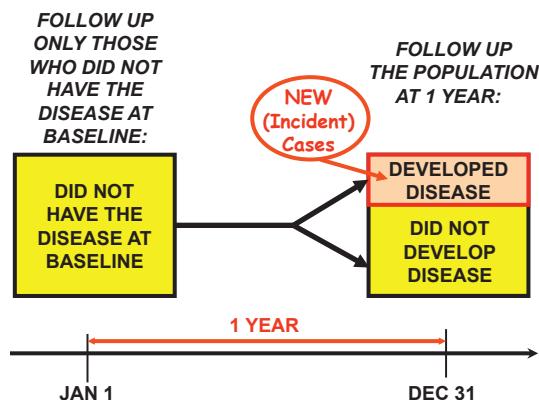 FOLLOW UP
ONLY THOSE
WHO DID NOT
HAVE THE
DISEASE AT
BASELINE:
FOLLOW UP
THE POPULATION
AT 1 YEAR:
NEW
(Incident)
Cases
DID NOT
HAVE THE
DISEASE AT
BASELINE
DEVELOPED
DISEASE
DID NOT
DEVELOP
DISEASE
1 YEAR
JAN 1
DEC 31